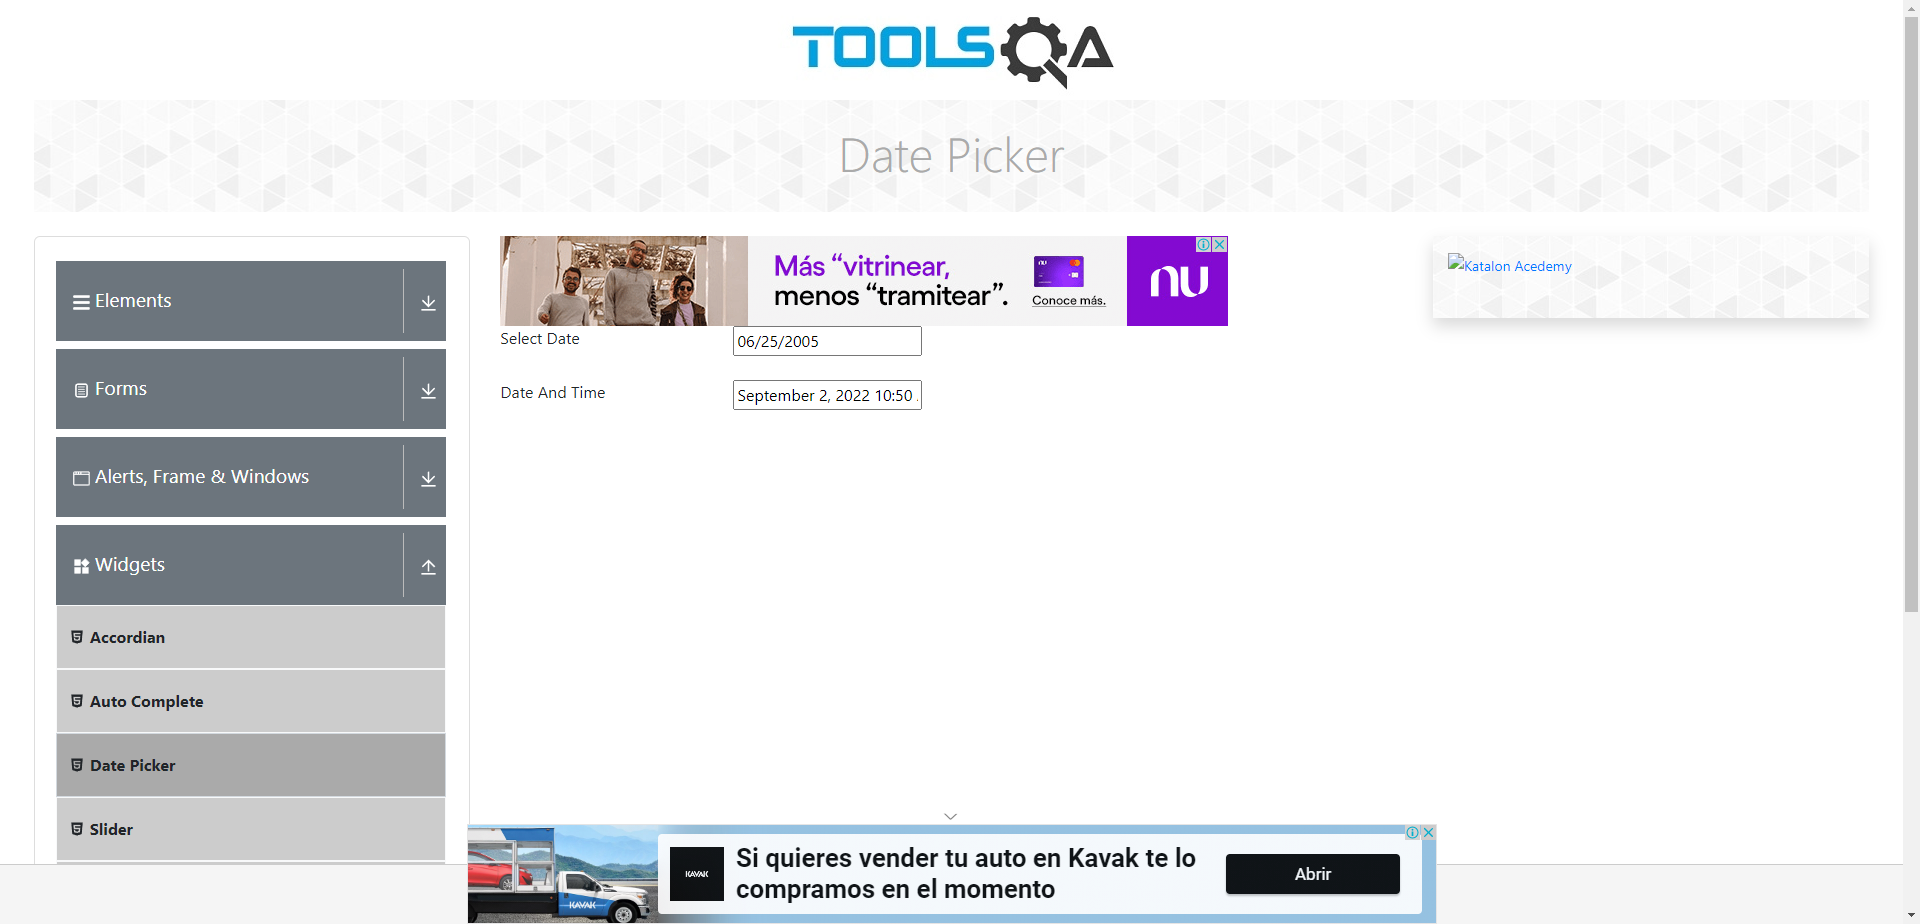 TOOLSQA
Date Picker
Elements
Forms
Alerts, Frame & Windows
Widgets
Accordian
Auto Complete
Date Picker
Slider
Más “vitrinear,
menos “tramitear”.
Conoce más.
nu
Select Date
06/25/2005
Date And Time
September 2, 2022 10:50
Katalon Acedemy
KAVAK
KAVAK
Si quieres vender tu auto en Kavak te lo
compramos en el momento
Abrir